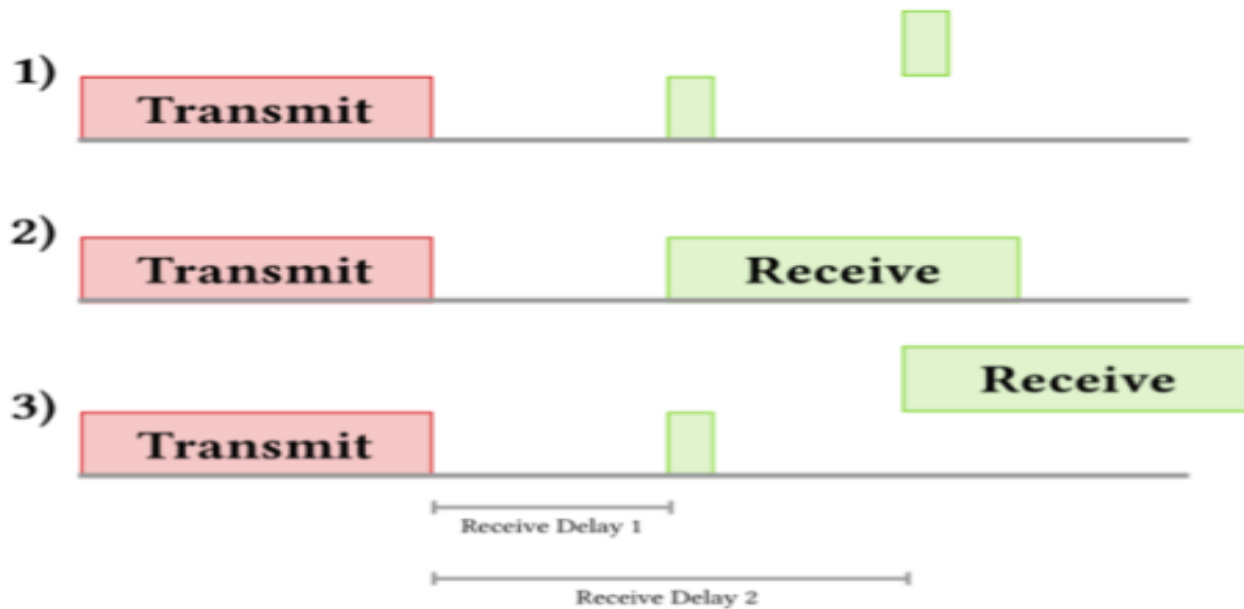 1)
Transmit
2)
Transmit
Receive
Receive
3)
Transmit
Receive Delay 1
Receive Delay 2